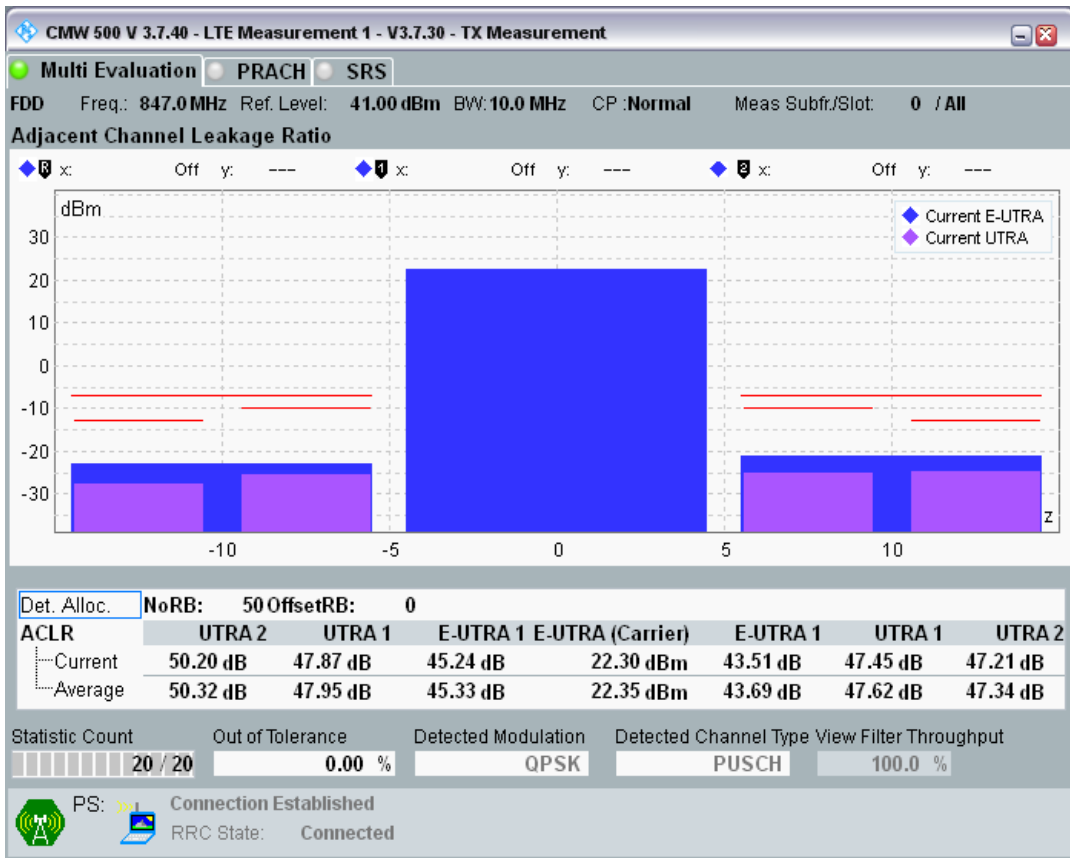 CMW 500 V 3.7.40 - LTE Measurement 1 - V3.7.30 - TX Measurement
Multi Evaluation PRACH SRS
FDD Freq.: 847.0 MHz Ref. Level: 41.00 dBm BW: 10.0 MHz CP :Normal Meas Subfr./Slot: 0 / All
Adjacent Channel Leakage Ratio
R x: Off y: --- 1 x: Off y: --- 2 x: Off y: ---
dBm
Current E-UTRA
Current UTRA
30
20
10
0
-10
-20
-30
z
-10 -5 0 5 10
Det. Alloc. NoRB: 50 OffsetRB: 0
ACLR UTRA 2 UTRA 1 E-UTRA 1 E-UTRA (Carrier) E-UTRA 1 UTRA 1 UTRA 2
Current 50.20 dB 47.87 dB 45.24 dB 22.30 dBm 43.51 dB 47.45 dB 47.21 dB
Average 50.32 dB 47.95 dB 45.33 dB 22.35 dBm 43.69 dB 47.62 dB 47.34 dB
Statistic Count Out of Tolerance Detected Modulation Detected Channel Type View Filter Throughput
20 / 20 0.00 % QPSK PUSCH 100.0 %
PS: Connection Established
RRC State: Connected